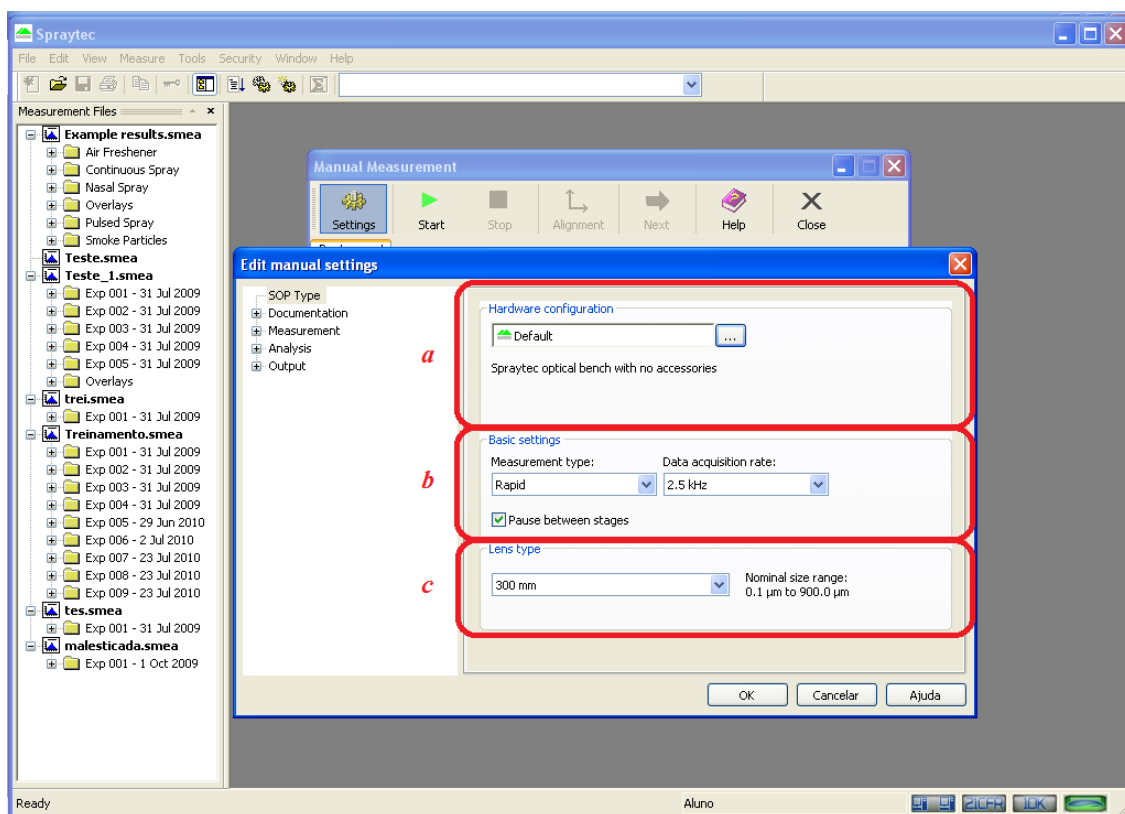 Spraytec
File Edit View Measure Tools Security Window Help
Measurement Files
Example results.smea
Air Freshener
Continuous Spray
Nasal Spray
Overlays
Pulsed Spray
Smoke Particles
Teste.smea
Teste_1.smea
Exp 001 - 31 Jul 2009
Exp 002 - 31 Jul 2009
Exp 003 - 31 Jul 2009
Exp 004 - 31 Jul 2009
Exp 005 - 31 Jul 2009
Overlays
trei.smea
Exp 001 - 31 Jul 2009
Treinamento.smea
Exp 001 - 31 Jul 2009
Exp 002 - 31 Jul 2009
Exp 003 - 31 Jul 2009
Exp 004 - 31 Jul 2009
Exp 005 - 29 Jun 2010
Exp 006 - 2 Jul 2010
Exp 007 - 23 Jul 2010
Exp 008 - 23 Jul 2010
Exp 009 - 23 Jul 2010
tes.smea
Exp 001 - 31 Jul 2009
malesticada.smea
Exp 001 - 1 Oct 2009
Manual Measurement
Settings Start Stop Alignment Next Help Close
Edit manual settings
SOP Type
Documentation
Measurement
Analysis
Output
a
Hardware configuration
Default ...
Spraytec optical bench with no accessories
b
Basic settings
Measurement type: Data acquisition rate:
Rapid 2.5 kHz
Pause between stages
c
Lens type
300 mm
Nominal size range:
0.1 µm to 900.0 µm
OK Cancelar Ajuda
Ready Aluno 21CFR 10K